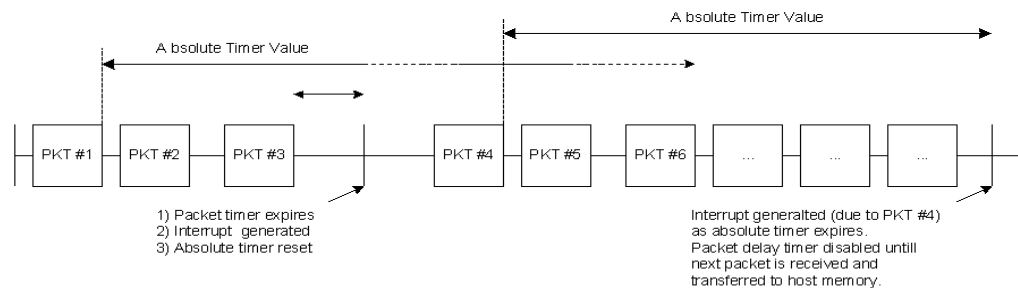 A bsolute Timer Value
A bsolute Timer Value
PKT #1
PKT #2
PKT #3
PKT #4
PKT #5
PKT #6
...
...
...
1) Packet timer expires
2) Interrupt generated
3) Absolute timer reset
Interrupt generalted (due to PKT #4)
as absolute timer expires.
Packet delay timer disabled untill
next packet is received and
transferred to host memory.